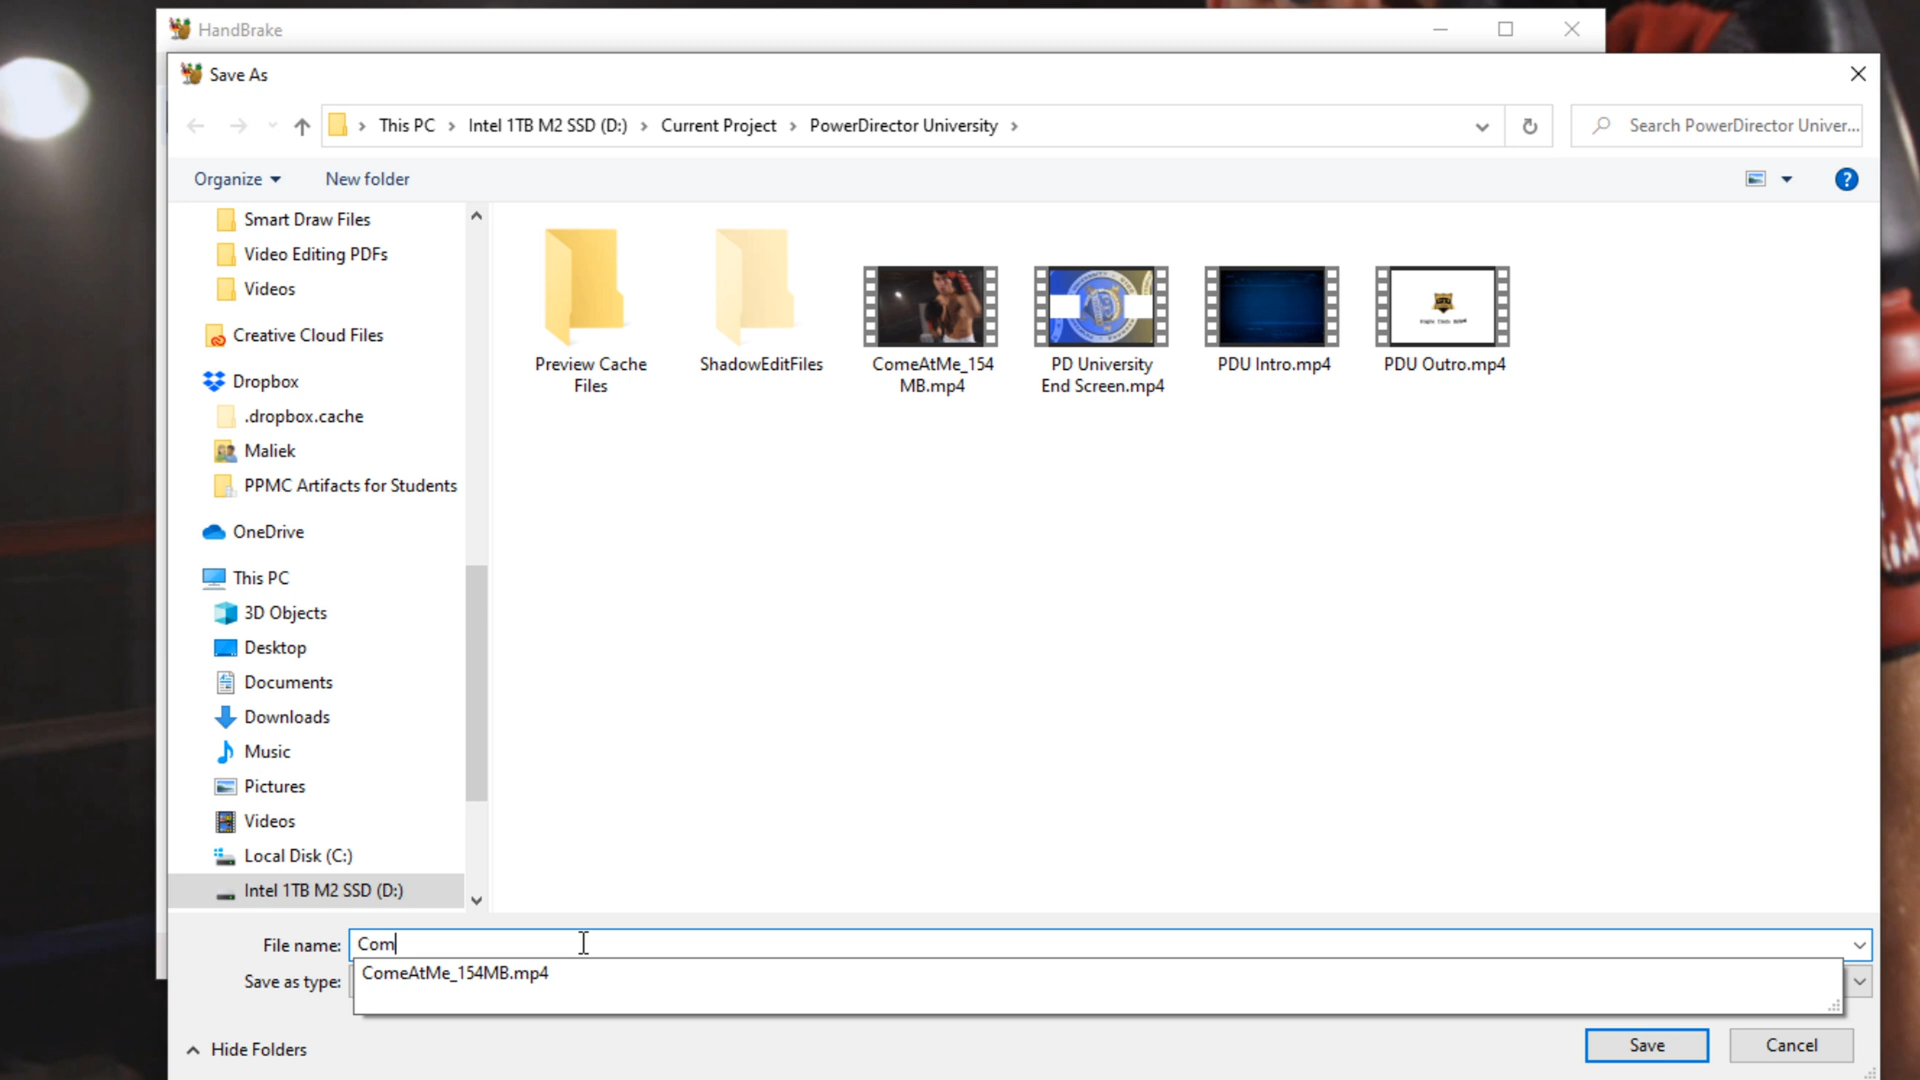 HandBrake
Save As
This PC
Intel 1TB M2 SSD (D:)
Current Project
PowerDirector University
Search PowerDirector Univer...
Organize
New folder
?
Smart Draw Files
Video Editing PDFs
Videos
Creative Cloud Files
Dropbox
.dropbox.cache
Maliek
PPMC Artifacts for Students
OneDrive
This PC
3D Objects
Desktop
Documents
Downloads
Music
Pictures
Videos
Local Disk (C:)
Intel 1TB M2 SSD (D:)
Preview Cache
Files
ShadowEditFiles
ComeAtMe_154
MB.mp4
PD University
End Screen.mp4
PDU Intro.mp4
PDU Outro.mp4
File name:
Com
ComeAtMe_154MB.mp4
Save as type:
Hide Folders
Save
Cancel